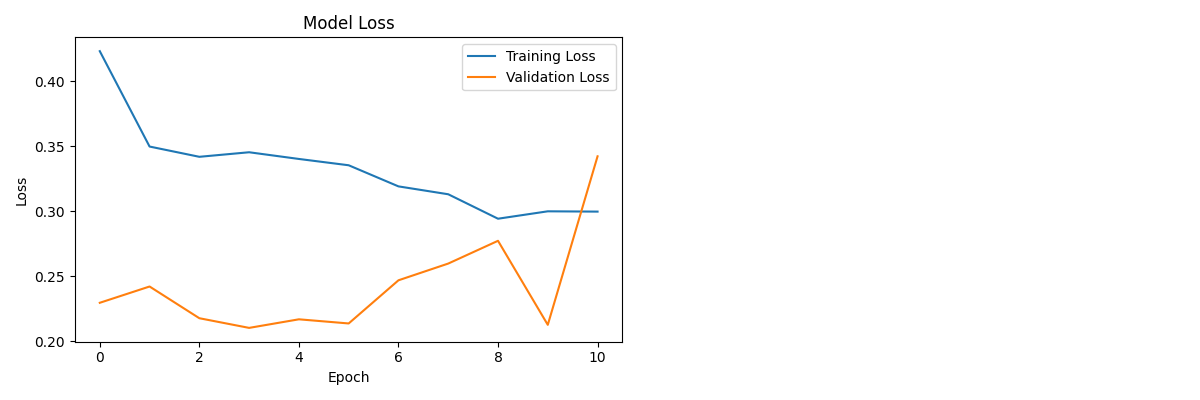 Model Loss
Training Loss
Validation Loss
0.40
0.35
0.30
0.25
0.20
Loss
0 2 4 6 8 10
Epoch